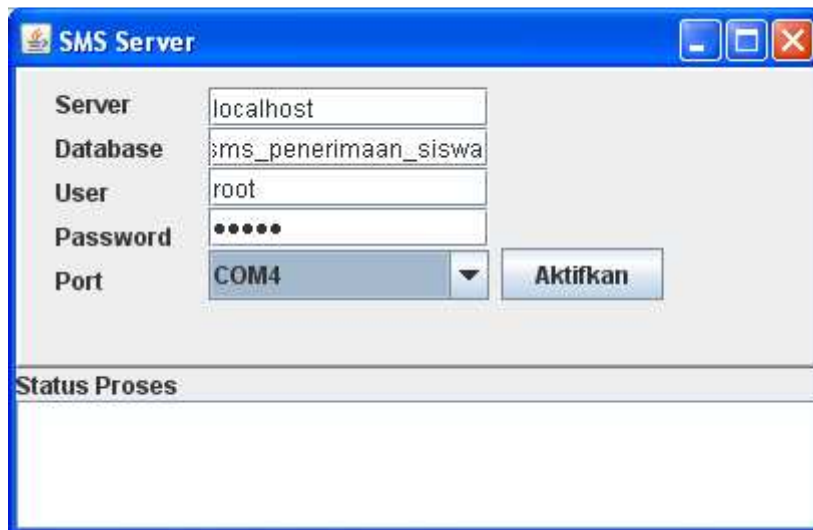 SMS Server
Server localhost
Database sms_penerimaan_siswa
User root
Password •••••
Port COM4 Aktifkan
Status Proses